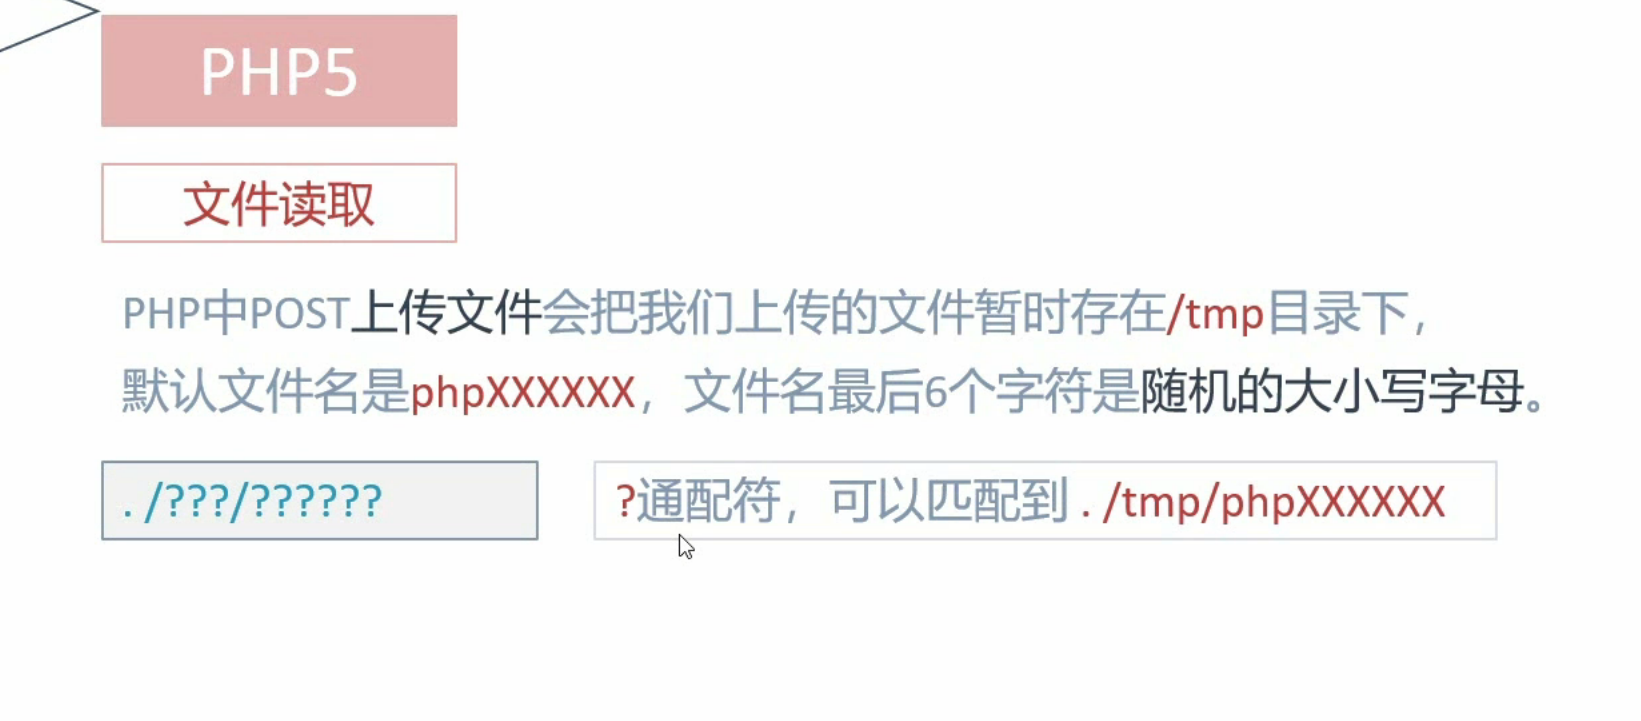 PHP5
文件读取
PHP中POST上传文件会把我们上传的文件暂时存在/tmp目录下，
默认文件名是phpXXXXXX，文件名最后6个字符是随机的大小写字母。
. /???/??????
?通配符，可以匹配到 . /tmp/phpXXXXXX